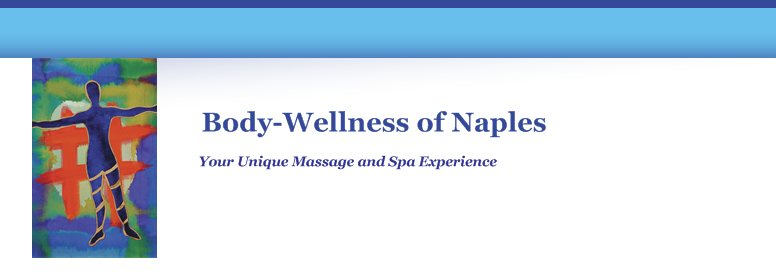 Body-Wellness of Naples
Your Unique Massage and Spa Experience